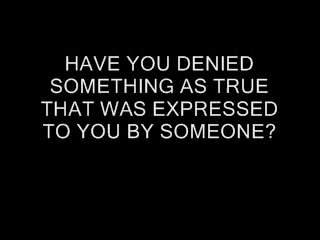 HAVE YOU DENIED
SOMETHING AS TRUE
THAT WAS EXPRESSED
TO YOU BY SOMEONE?